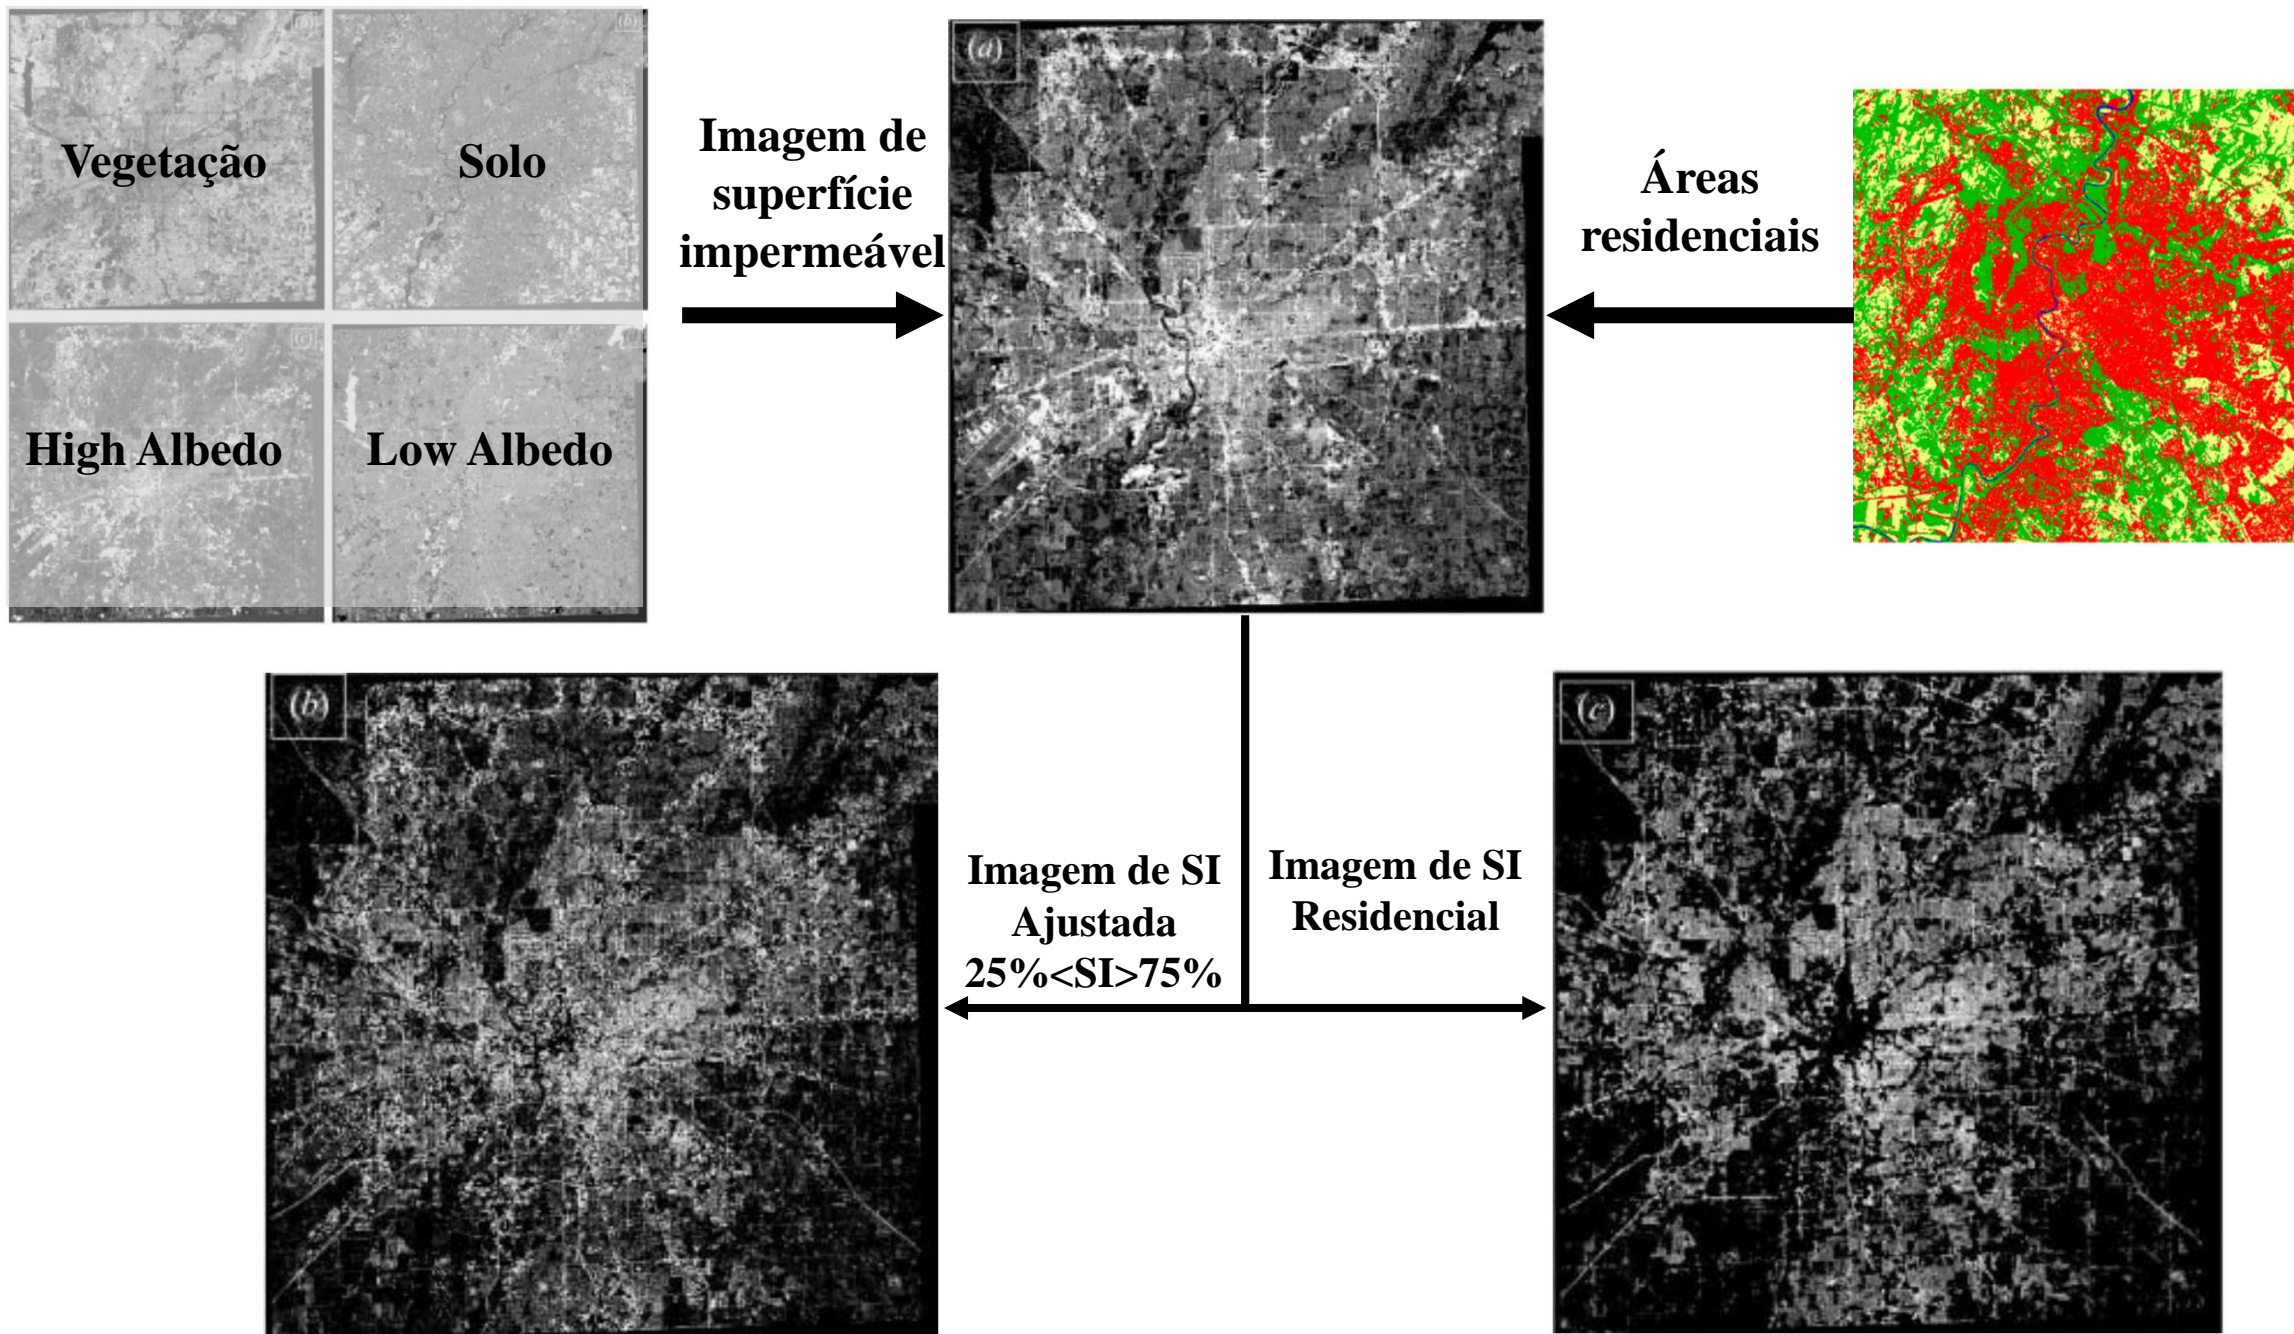 (a)
(b)
Vegetação
Solo
(c)
High Albedo
Low Albedo
Imagem de
superfície
impermeável
(a)
Áreas
residenciais
(b)
Imagem de SI
Ajustada
25%<SI>75%
Imagem de SI
Residencial
(c)